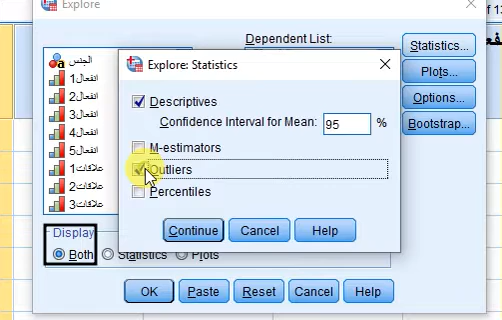 Explore
Dependent List:
الجنس
انفعال1
انفعال2
انفعال3
انفعال4
علاقات1
علاقات2
علاقات3
Statistics...
Plots...
Options...
Bootstrap...
Explore: Statistics
Descriptives
Confidence Interval for Mean: 95 %
M-estimators
Outliers
Percentiles
Continue Cancel Help
Display
Both Statistics Plots
OK Paste Reset Cancel Help